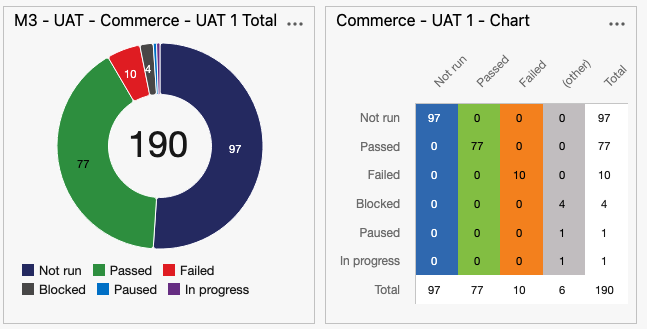 M3 - UAT - Commerce - UAT 1 Total ...
10
4
190
97
77
Not run Passed Failed
Blocked Paused In progress
Commerce - UAT 1 - Chart ...
Not run Passed Failed (other) Total
Not run 97 0 0 0 97
Passed 0 77 0 0 77
Failed 0 0 10 0 10
Blocked 0 0 0 4 4
Paused 0 0 0 1 1
In progress 0 0 0 1 1
Total 97 77 10 6 190